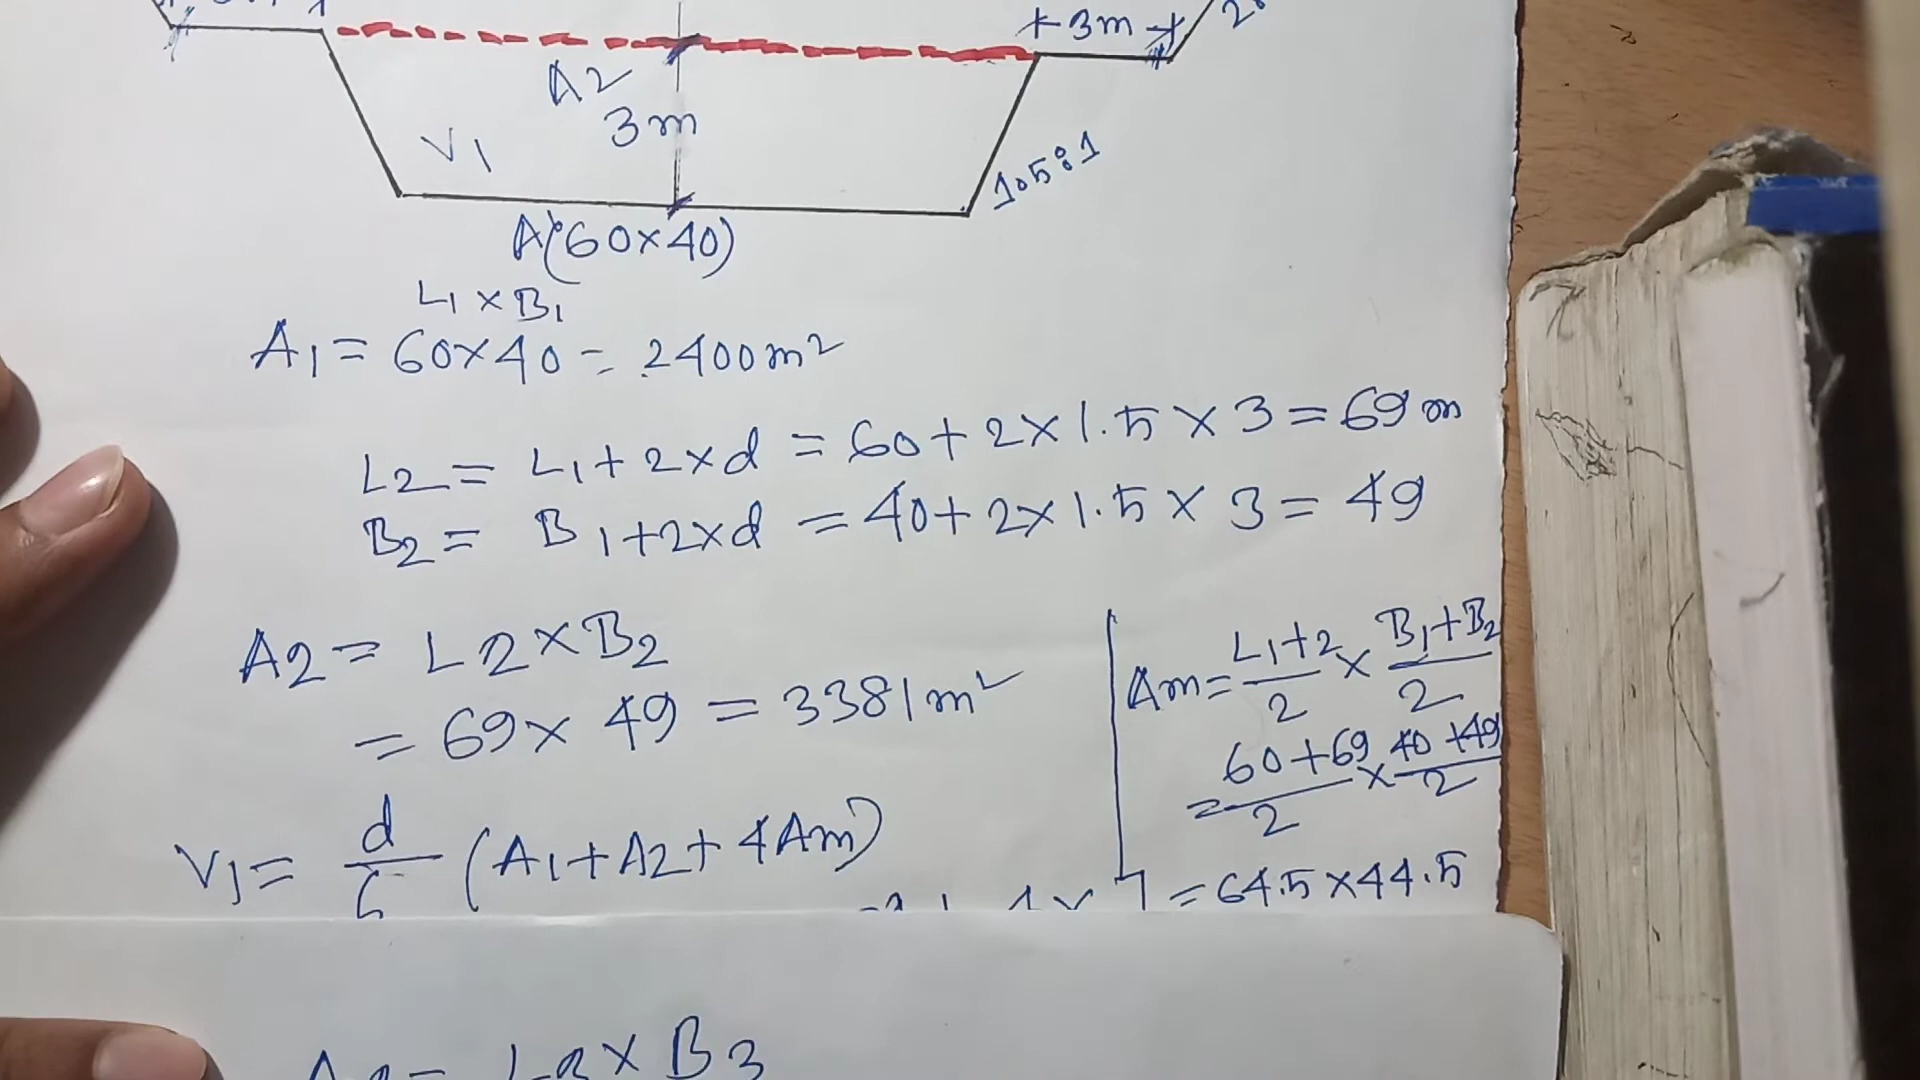 +3m+
A2
3m
V1
1.5:1
A(60×40)
L1 × B1
A1 = 60×40 = 2400m²
L2 = L1+2×d = 60+2×1.5×3=69m
B2 = B1+2×d = 40+2×1.5×3=49
A2 = L2×B2
= 69×49 = 3381m²
V1= d/6 (A1+A2+4Am)
Am= L1+2/2 × B1+B2/2
= 60+69/2 × 40+49/2
= 64.5×44.5
L3×B3